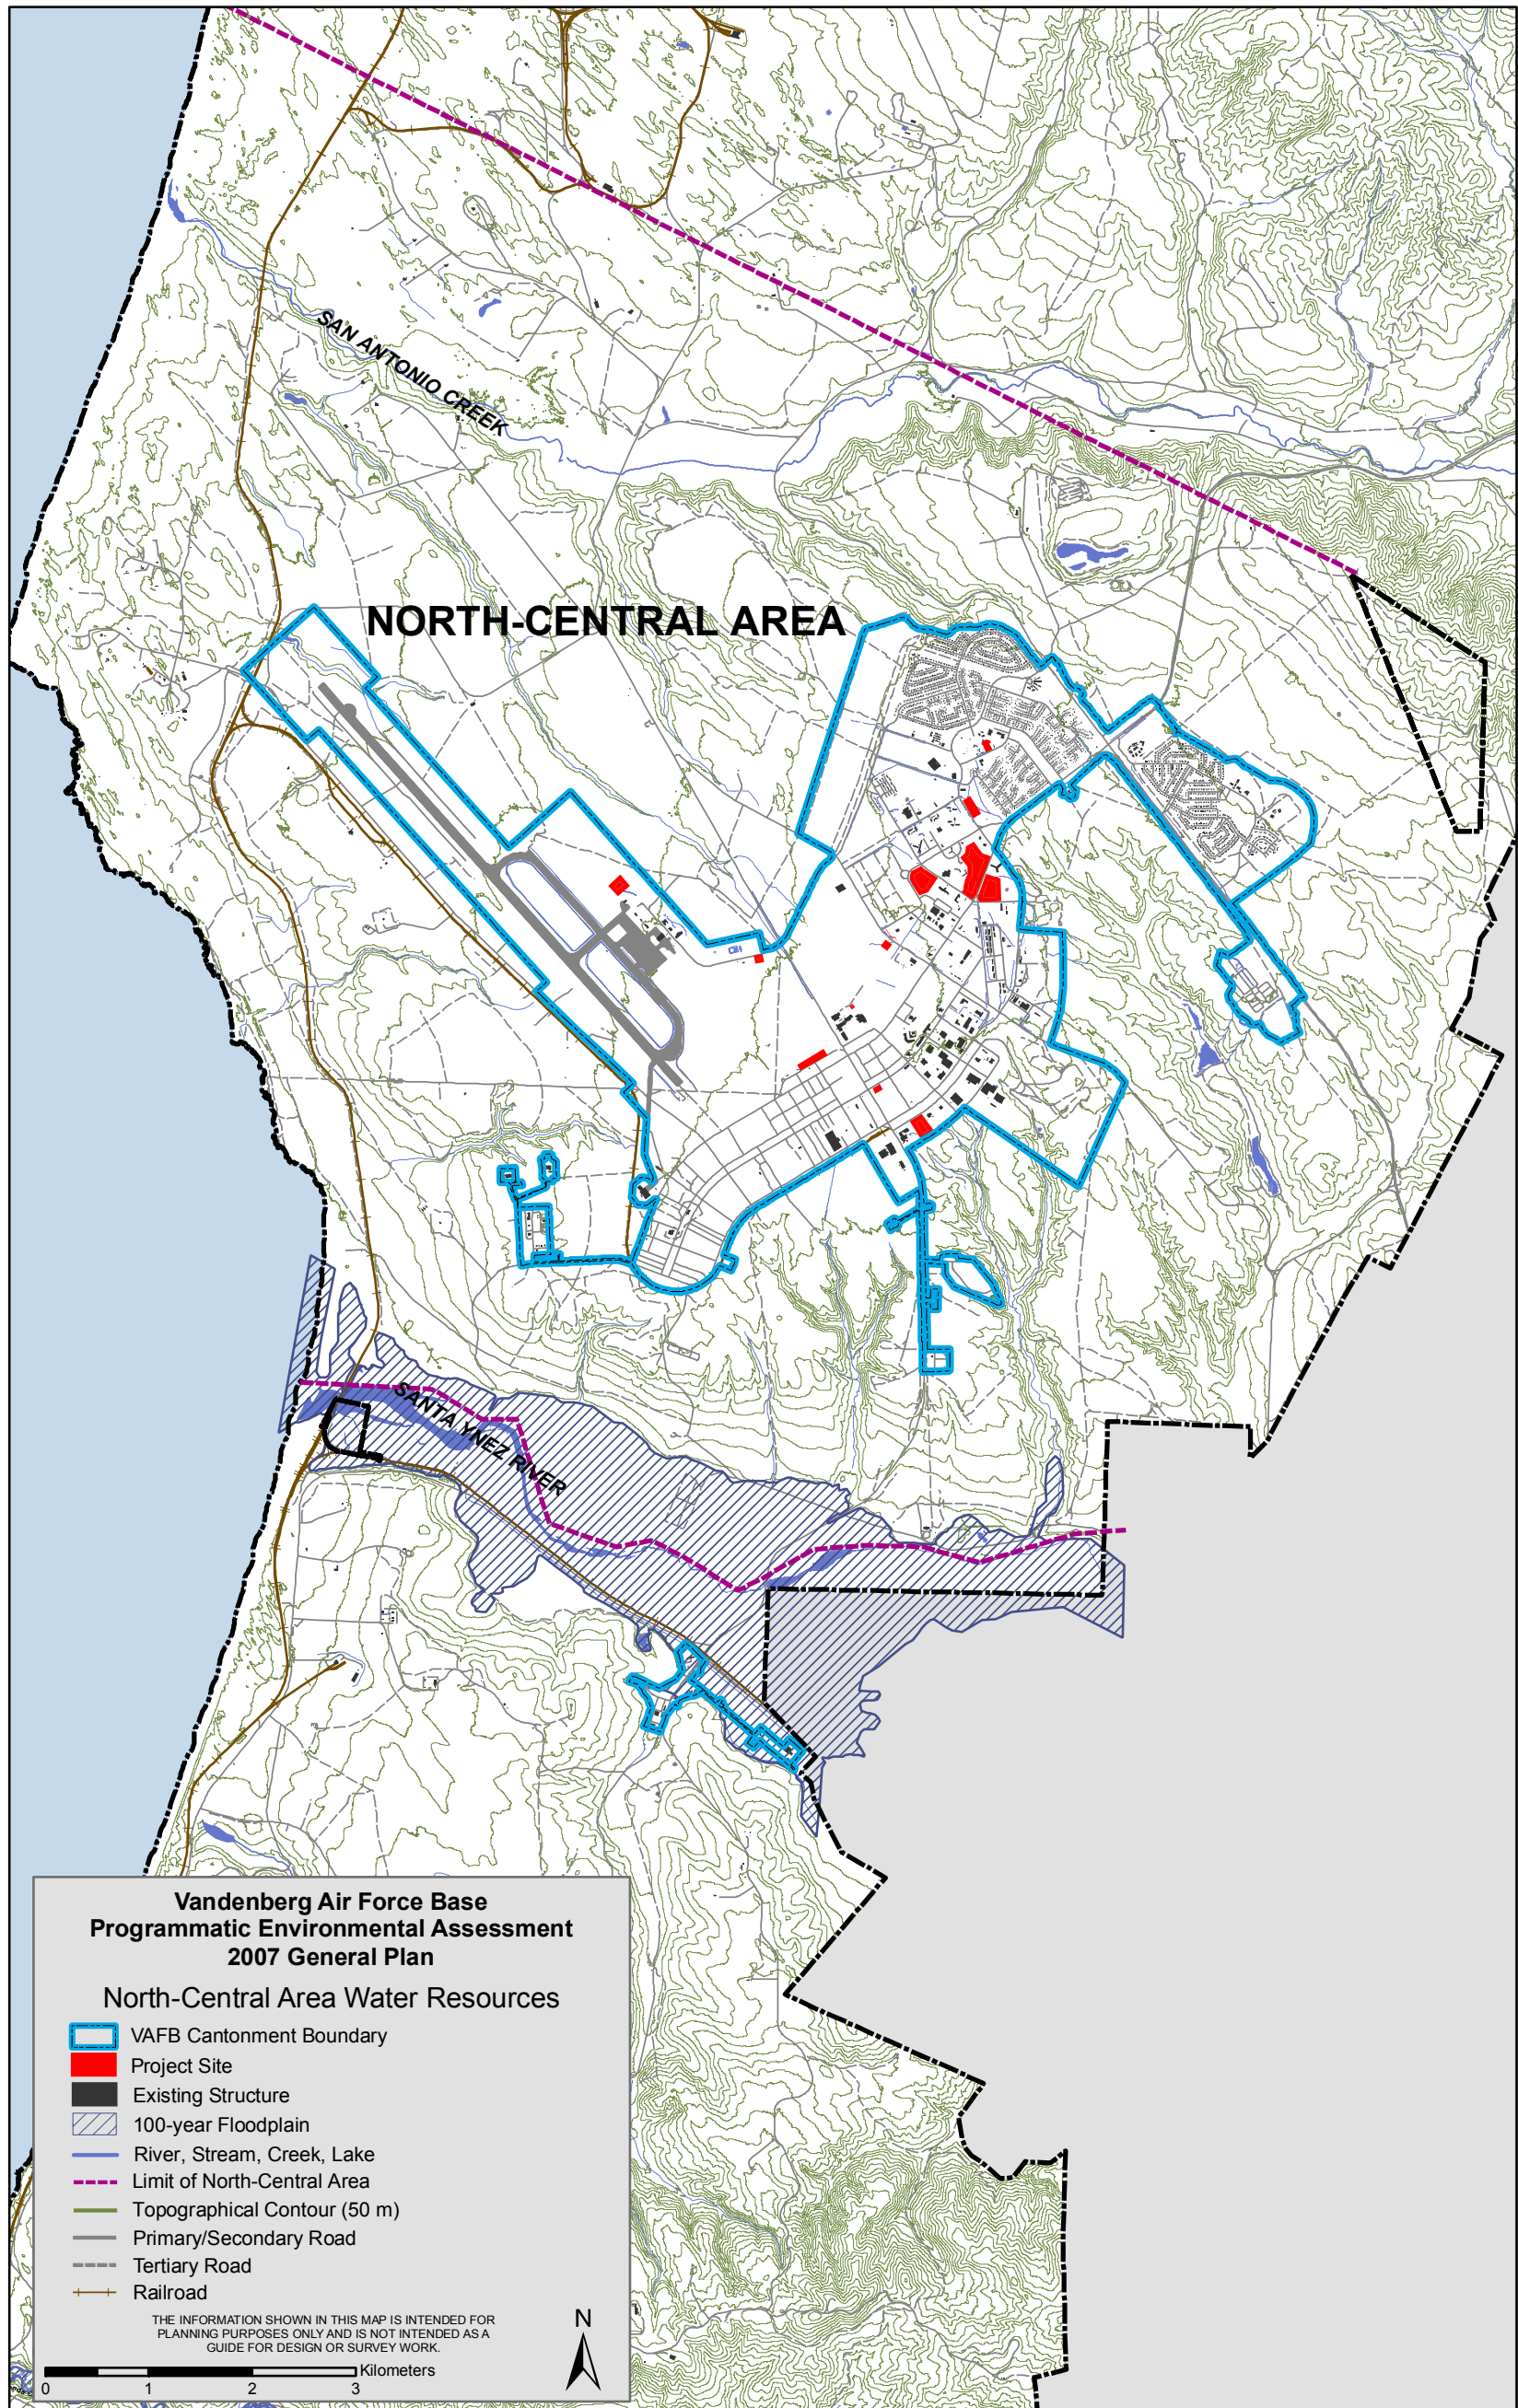 SAN ANTONIO CREEK
NORTH-CENTRAL AREA
SANTA YNEZ RIVER
Vandenberg Air Force Base
Programmatic Environmental Assessment
2007 General Plan
North-Central Area Water Resources
VAFB Cantonment Boundary
Project Site
Existing Structure
100-year Floodplain
River, Stream, Creek, Lake
Limit of North-Central Area
Topographical Contour (50 m)
Primary/Secondary Road
Tertiary Road
Railroad
THE INFORMATION SHOWN IN THIS MAP IS INTENDED FOR
PLANNING PURPOSES ONLY AND IS NOT INTENDED AS A
GUIDE FOR DESIGN OR SURVEY WORK.
N
Kilometers
0 1 2 3